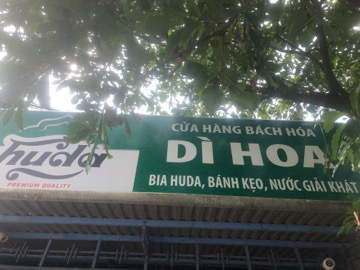 huda
PREMIUM QUALITY
CỬA HÀNG BÁCH HÓA
DÌ HOA
BIA HUDA, BÁNH KẸO, NƯỚC GIẢI KHÁT